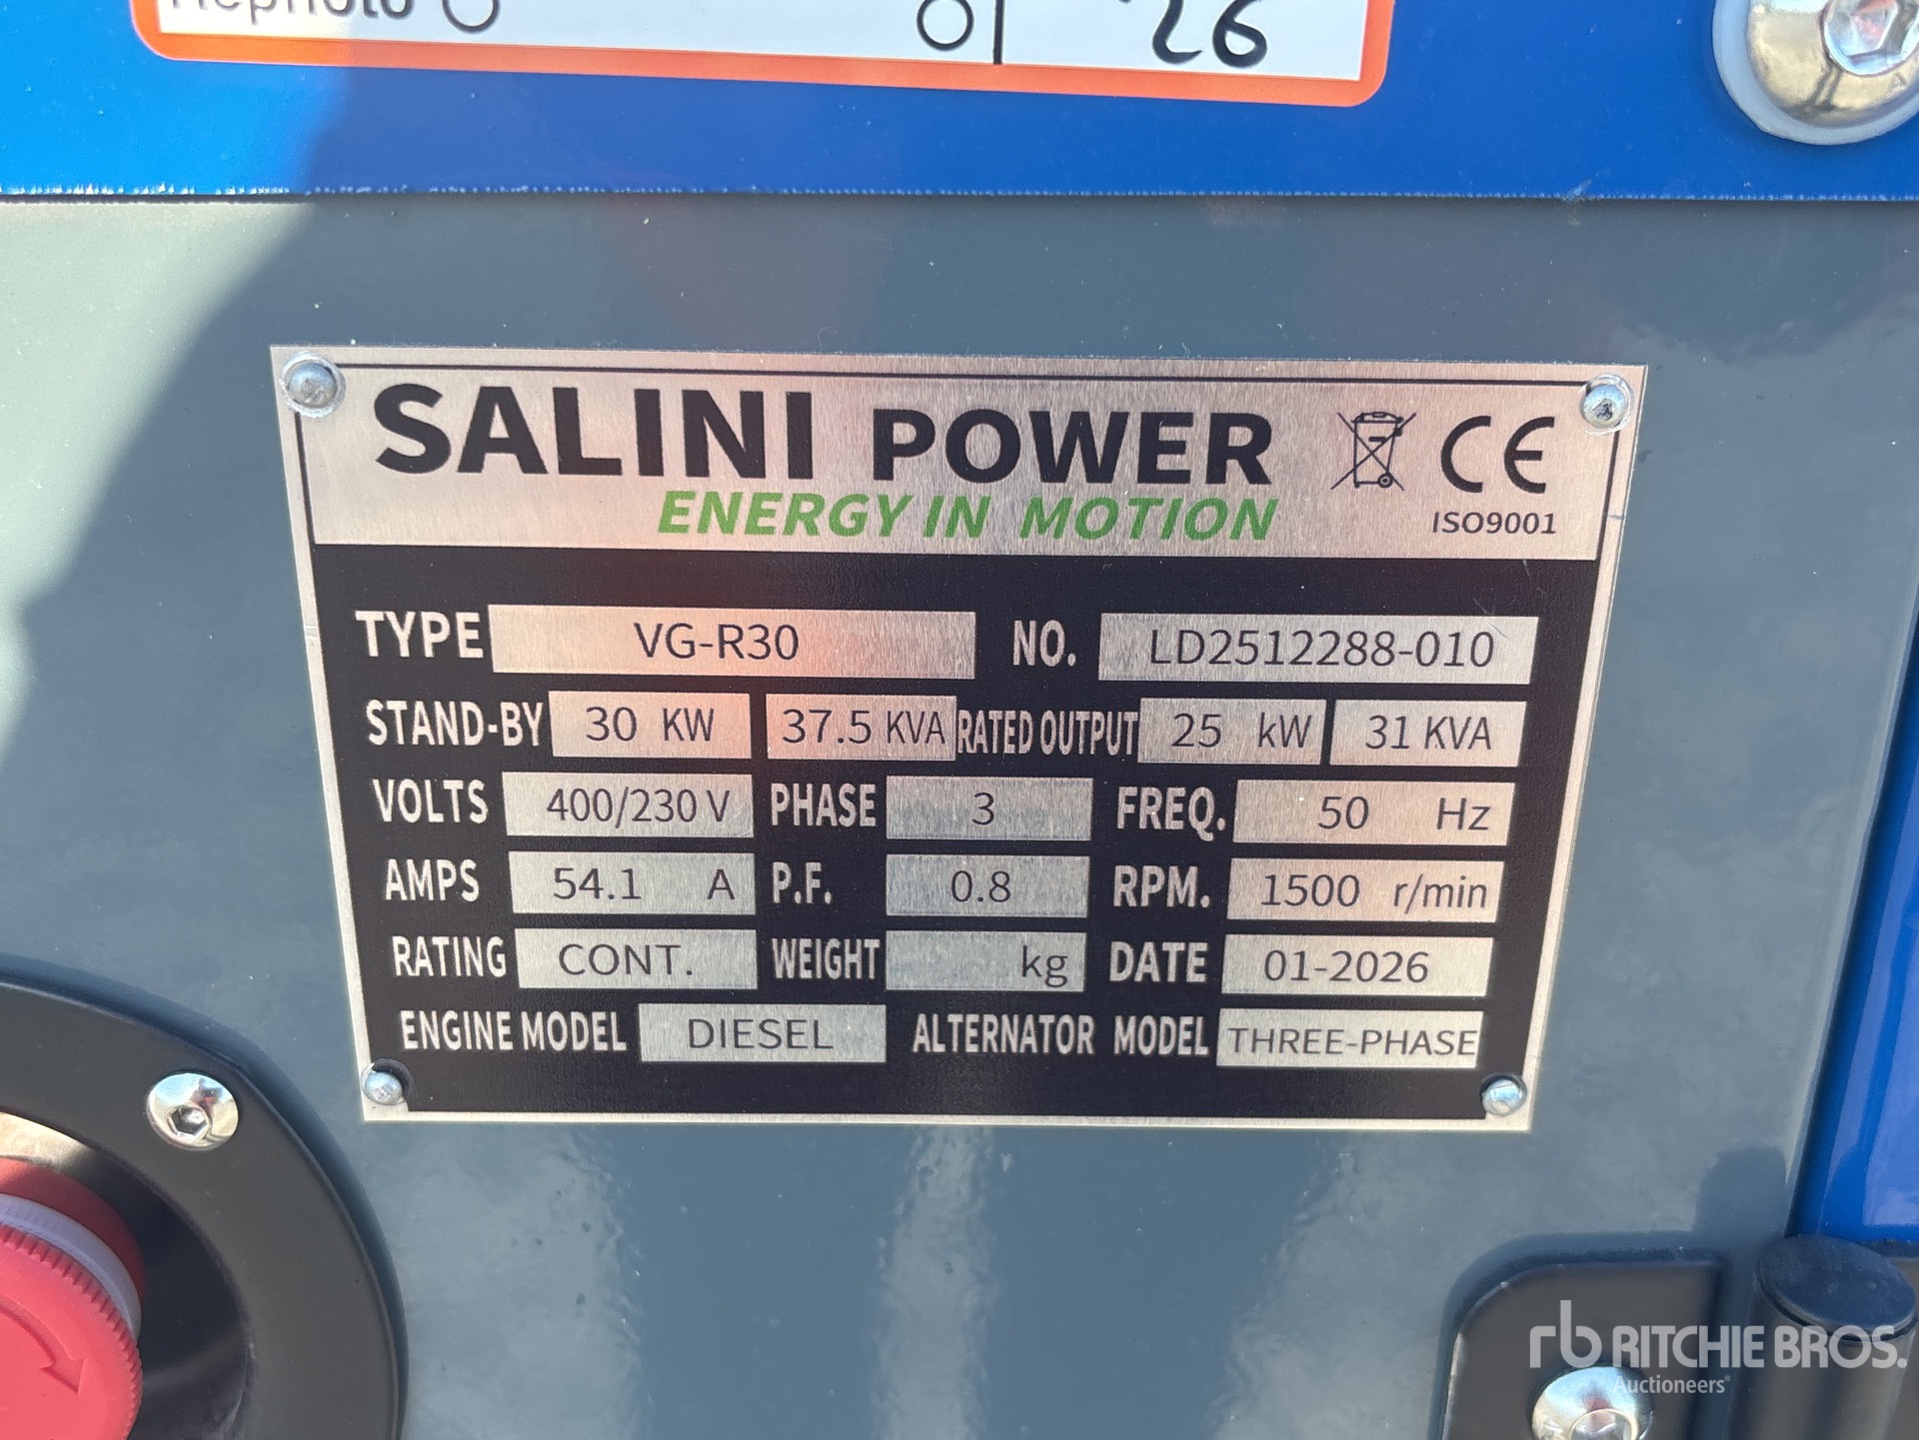 26
SALINI POWER
ENERGY IN MOTION
CE
ISO9001
TYPE VG-R30 NO. LD2512288-010
STAND-BY 30 KW 37.5 KVA RATED OUTPUT 25 kW 31 KVA
VOLTS 400/230 V PHASE 3 FREQ. 50 Hz
AMPS 54.1 A P.F. 0.8 RPM. 1500 r/min
RATING CONT. WEIGHT kg DATE 01-2026
ENGINE MODEL DIESEL ALTERNATOR MODEL THREE-PHASE
rb RITCHIE BROS.
Auctioneers